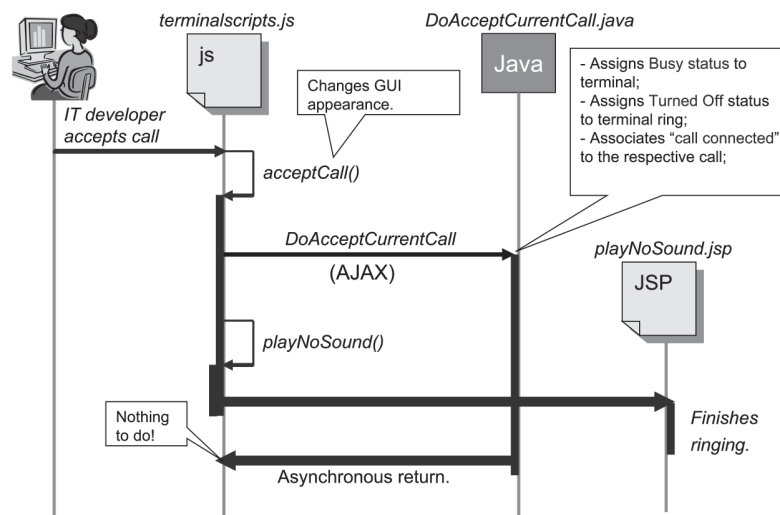 terminalscripts.js
DoAcceptCurrentCall.java
js
Java
Changes GUI
appearance.
- Assigns Busy status to
terminal;
- Assigns Turned Off status
to terminal ring;
- Associates “call connected”
to the respective call;
IT developer
accepts call
acceptCall()
DoAcceptCurrentCall
(AJAX)
playNoSound.jsp
JSP
playNoSound()
Nothing
to do!
Finishes
ringing.
Asynchronous return.